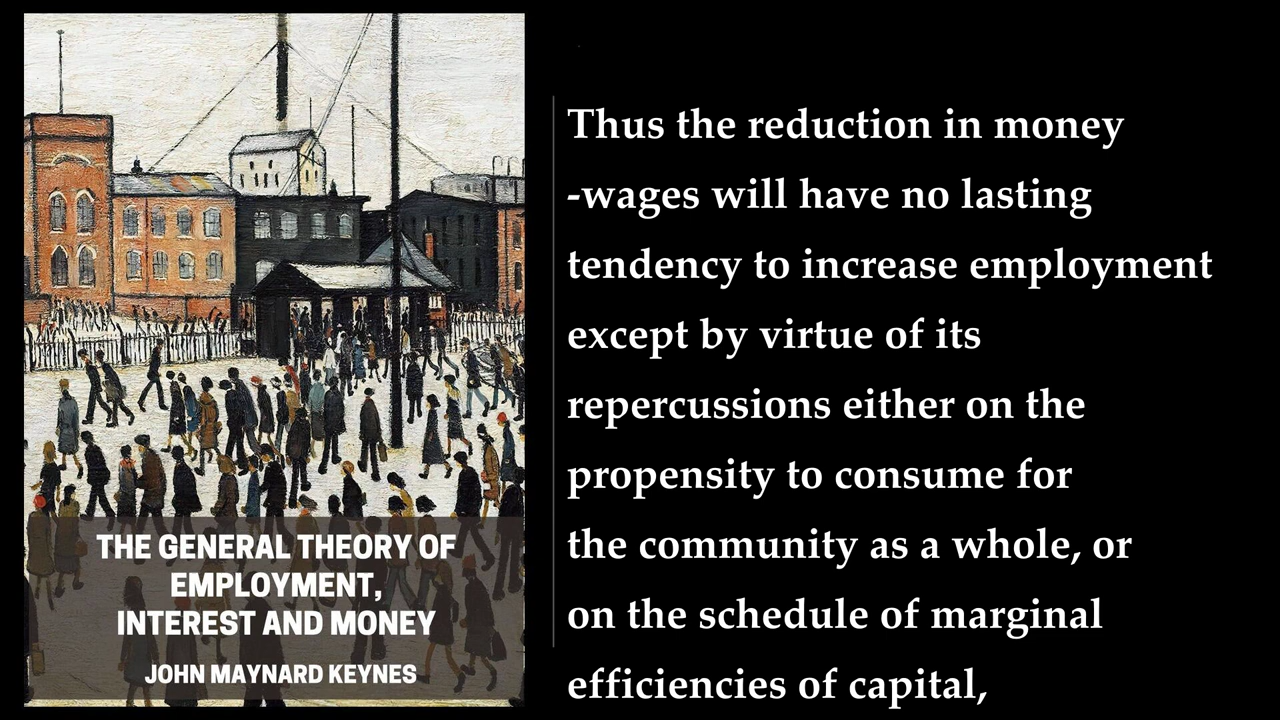 THE GENERAL THEORY OF
EMPLOYMENT,
INTEREST AND MONEY
JOHN MAYNARD KEYNES
Thus the reduction in money
-wages will have no lasting
tendency to increase employment
except by virtue of its
repercussions either on the
propensity to consume for
the community as a whole, or
on the schedule of marginal
efficiencies of capital,